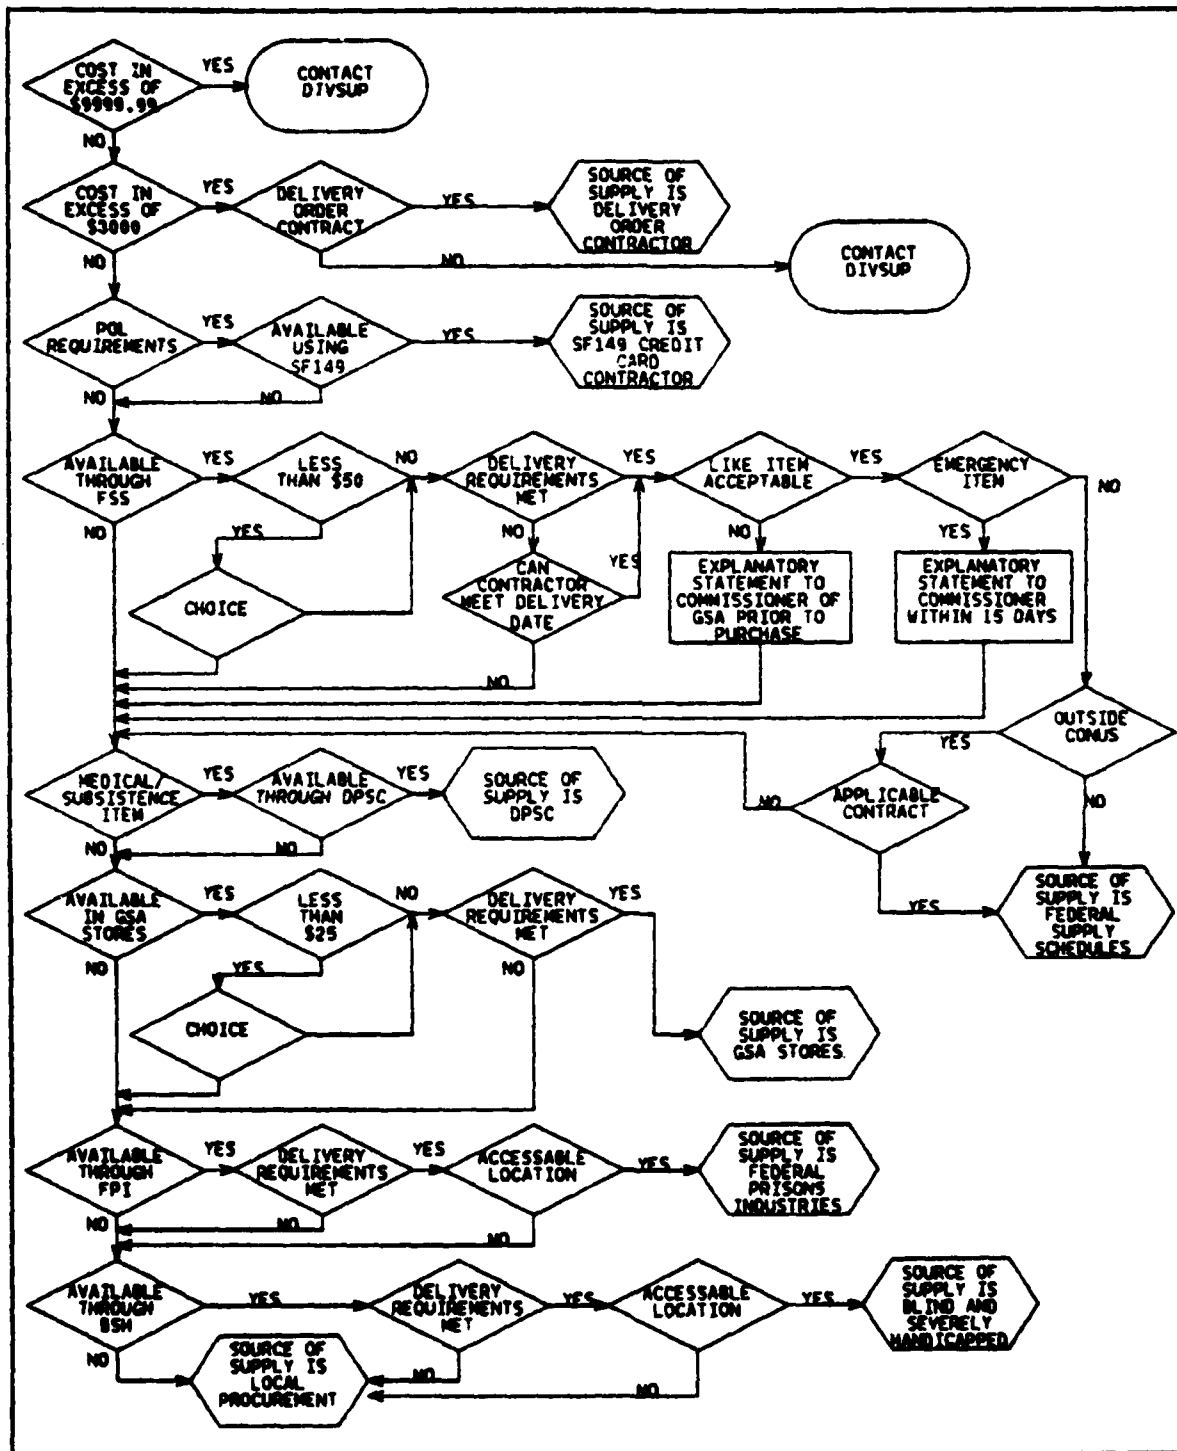 COST IN
EXCESS OF
$9999.99
YES
CONTACT
DIVSUP
NO
COST IN
EXCESS OF
$3000
YES
DELIVERY
ORDER
CONTRACT
YES
SOURCE OF
SUPPLY IS
DELIVERY
ORDER
CONTRACTOR
NO
NO
CONTACT
DIVSUP
POL
REQUIREMENTS
YES
AVAILABLE
USING
SF149
YES
SOURCE OF
SUPPLY IS
SF149 CREDIT
CARD
CONTRACTOR
NO
NO
AVAILABLE
THROUGH
FSS
YES
LESS
THAN $50
NO
DELIVERY
REQUIREMENTS
MET
YES
LIKE ITEM
ACCEPTABLE
YES
EMERGENCY
ITEM
NO
NO
YES
NO
NO
YES
CHOICE
CAN
CONTRACTOR
MEET DELIVERY
DATE
YES
EXPLANATORY
STATEMENT TO
COMMISSIONER OF
GSA PRIOR TO
PURCHASE
EXPLANATORY
STATEMENT TO
COMMISSIONER
WITHIN 15 DAYS
NO
OUTSIDE
CONUS
YES
NO
MEDICAL/
SUBSISTENCE
ITEM
YES
AVAILABLE
THROUGH DPSC
YES
SOURCE OF
SUPPLY IS
DPSC
NO
APPLICABLE
CONTRACT
NO
NO
YES
SOURCE OF
SUPPLY IS
FEDERAL
SUPPLY
SCHEDULES
AVAILABLE
IN GSA
STORES
YES
LESS
THAN
$25
NO
DELIVERY
REQUIREMENTS
MET
YES
NO
YES
NO
CHOICE
SOURCE OF
SUPPLY IS
GSA STORES.
AVAILABLE
THROUGH
FPI
YES
DELIVERY
REQUIREMENTS
MET
YES
ACCESSABLE
LOCATION
YES
SOURCE OF
SUPPLY IS
FEDERAL
PRISONS
INDUSTRIES
NO
NO
NO
AVAILABLE
THROUGH
BSH
YES
DELIVERY
REQUIREMENTS
MET
YES
ACCESSABLE
LOCATION
YES
SOURCE OF
SUPPLY IS
BLIND AND
SEVERELY
HANDICAPPED
NO
SOURCE OF
SUPPLY IS
LOCAL
PROCUREMENT
NO
NO